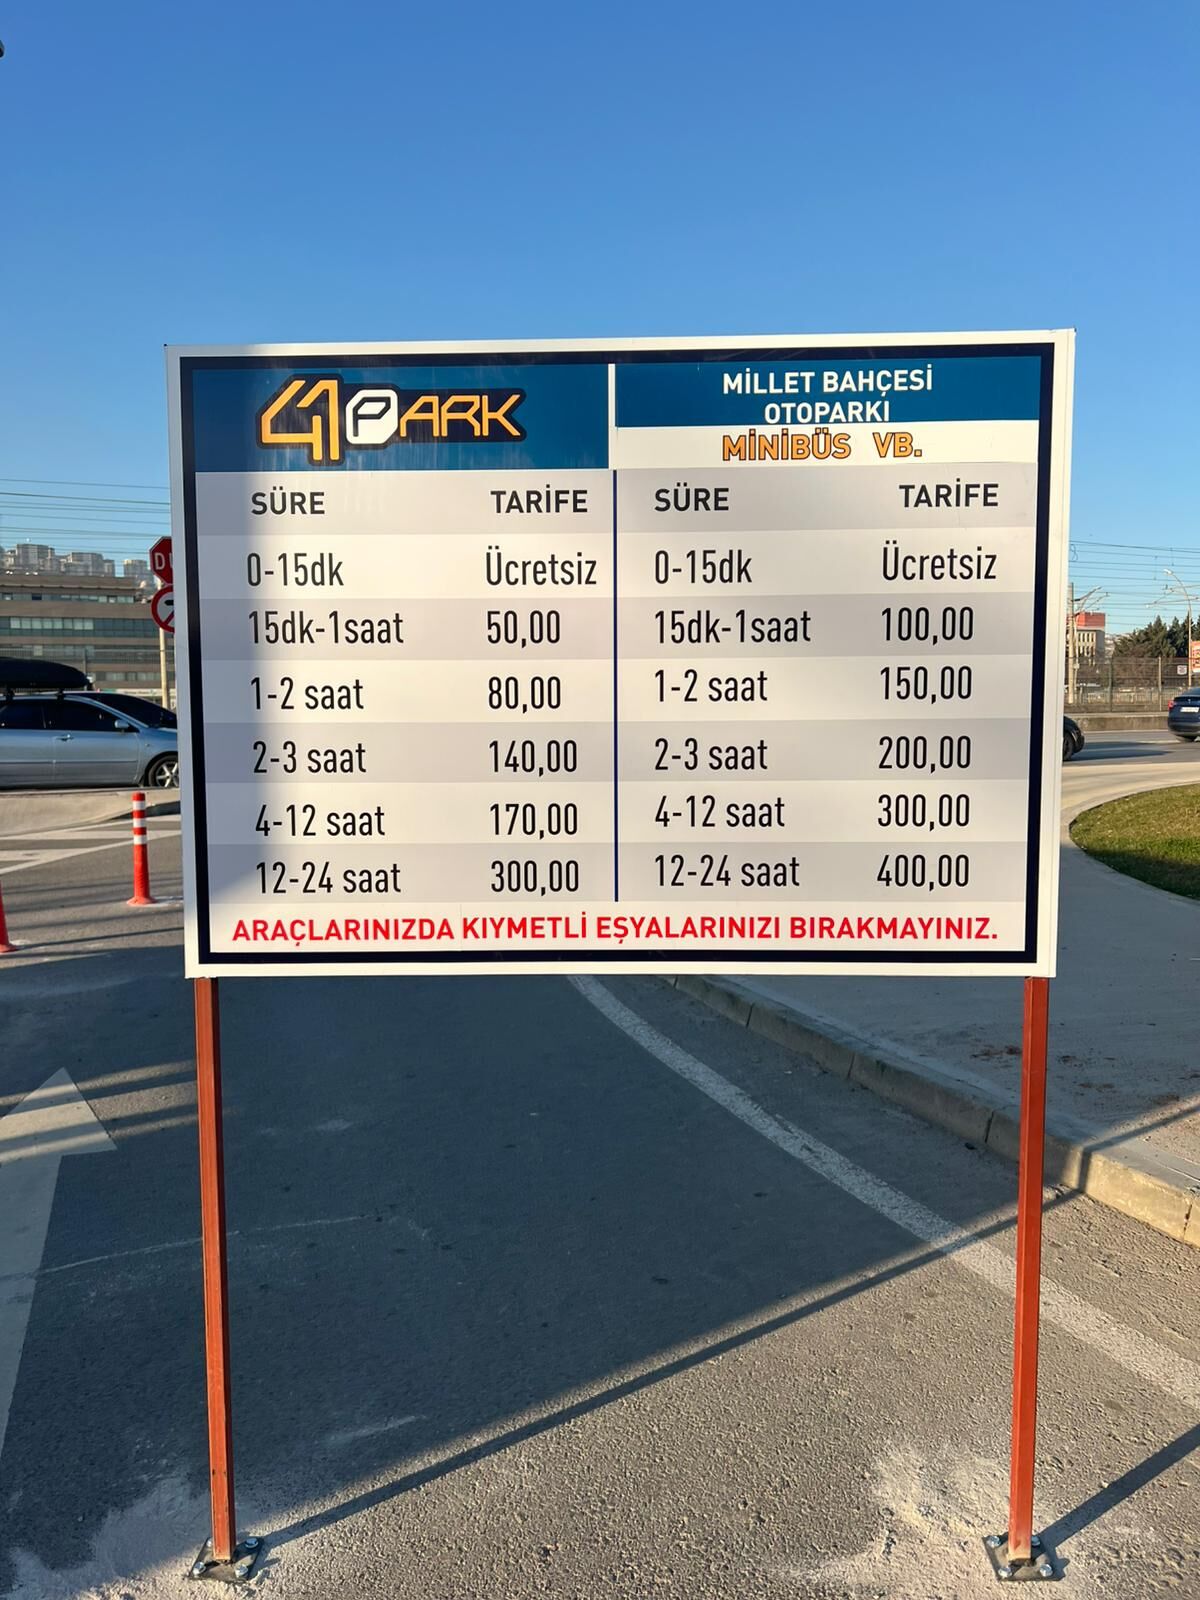 41PARK
MİLLET BAHÇESİ
OTOPARKI
MİNİBÜS VB.
SÜRE TARİFE SÜRE TARİFE
0-15dk Ücretsiz 0-15dk Ücretsiz
15dk-1saat 50,00 15dk-1saat 100,00
1-2 saat 80,00 1-2 saat 150,00
2-3 saat 140,00 2-3 saat 200,00
4-12 saat 170,00 4-12 saat 300,00
12-24 saat 300,00 12-24 saat 400,00
ARAÇLARINIZDA KIYMETLİ EŞYALARINIZI BIRAKMAYINIZ.